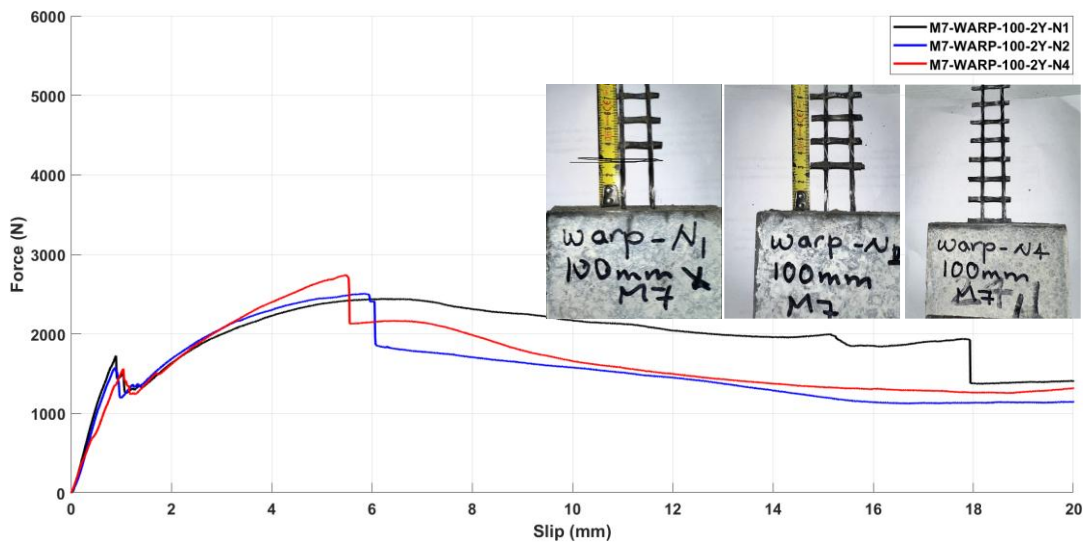 6000
5000
4000
3000
2000
1000
0
Force (N)
0 2 4 6 8 10 12 14 16 18 20
Slip (mm)
M7-WARP-100-2Y-N1
M7-WARP-100-2Y-N2
M7-WARP-100-2Y-N4
warp-N1
100mm
M7
warp-N
100mm
M7
warp-N4
100mm
M7